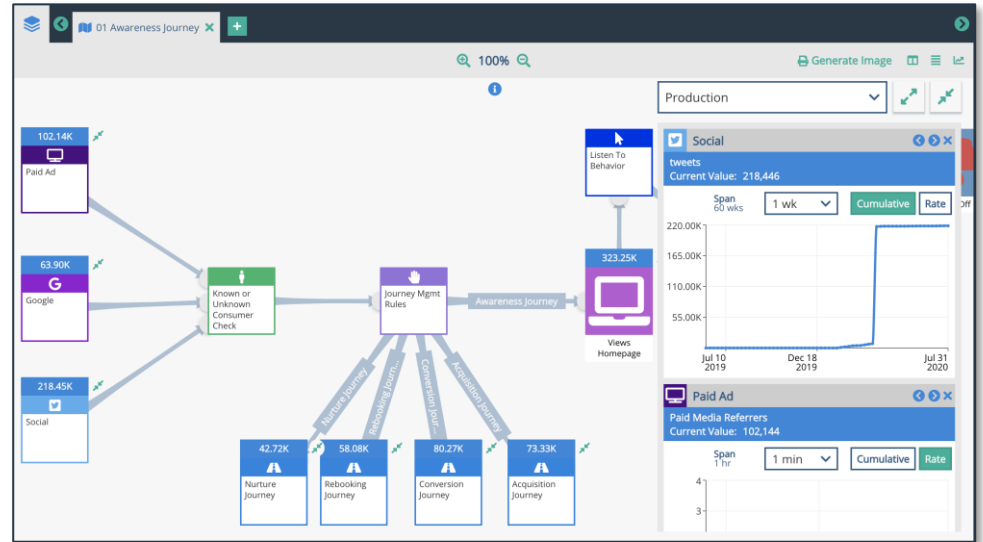 01 Awareness Journey
100%
Generate Image
Production
102.14K
Paid Ad
63.90K
G
Google
218.45K
Social
Known or
Unknown
Consumer
Check
Journey Mgmt
Rules
Awareness Journey
Listen To
Behavior
323.25K
Views
Homepage
Nurture Journey
Rebooking Journ...
Conversion Jour...
Acquisition Journey
42.72K
Nurture
Journey
58.08K
Rebooking
Journey
80.27K
Conversion
Journey
73.33K
Acquisition
Journey
Social
tweets
Current Value: 218,446
Span
60 wks
1 wk
Cumulative
Rate
220.00K
165.00K
110.00K
55.00K
Jul 10
2019
Dec 18
2019
Jul 31
2020
Off
Paid Ad
Paid Media Referrers
Current Value: 102,144
Span
1 hr
1 min
Cumulative
Rate
4
3